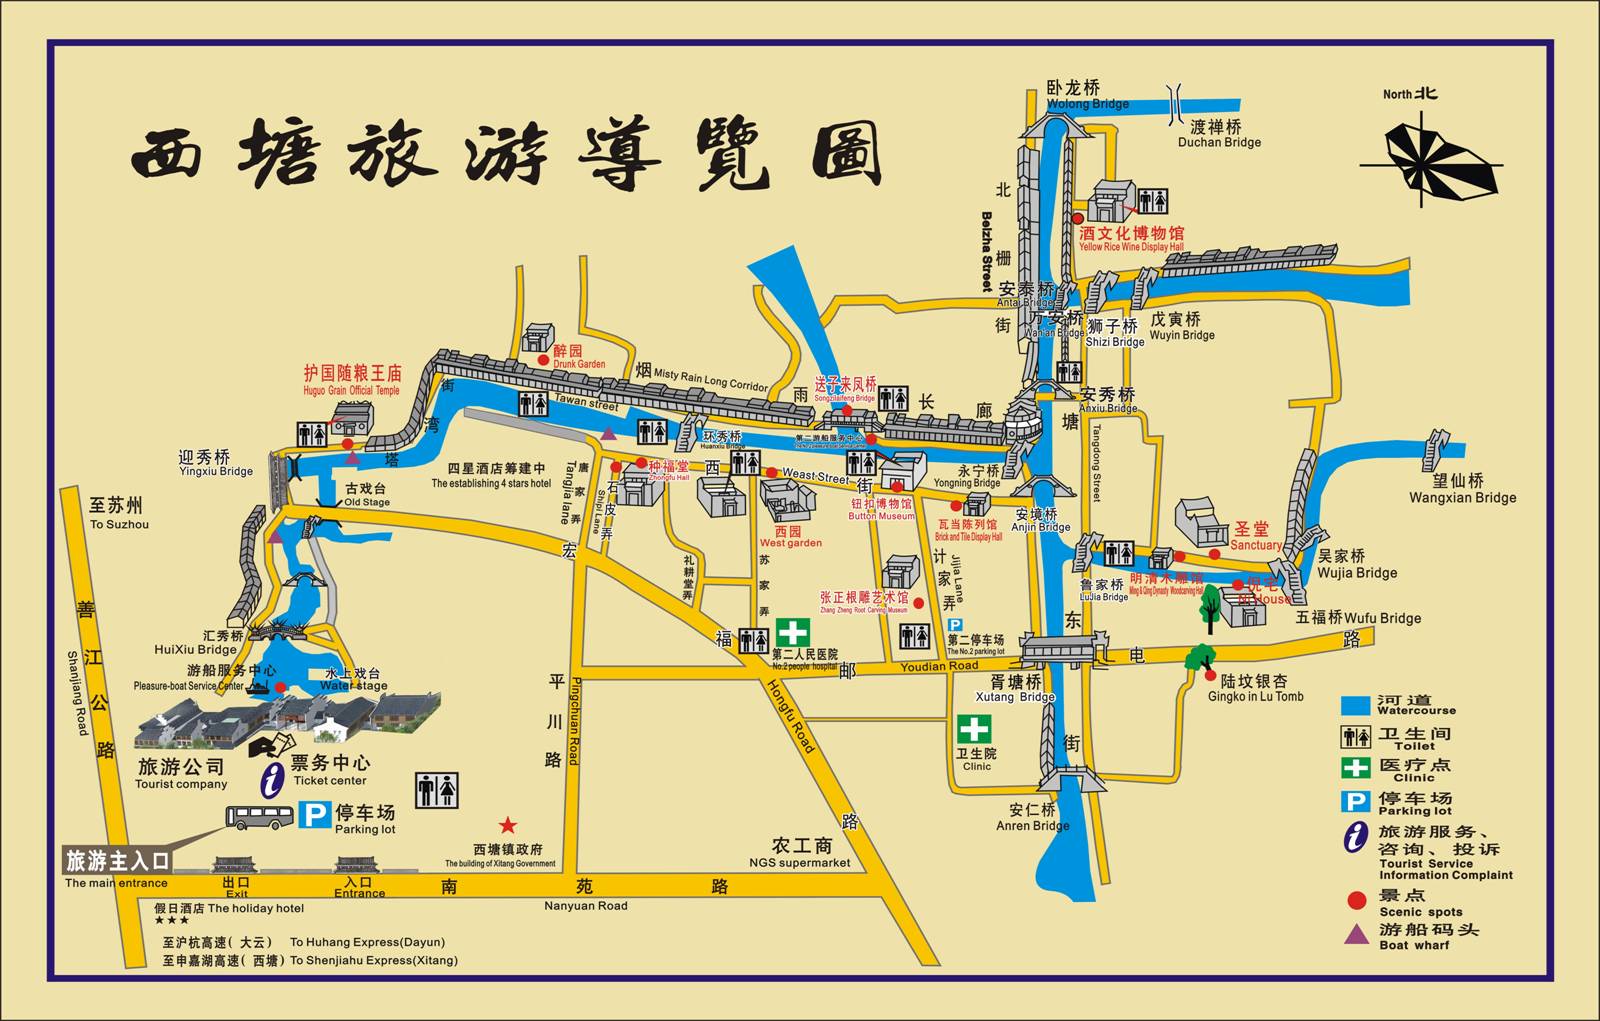 西塘旅游導覽圖
North 北
卧龙桥
Wolong Bridge
渡禅桥
Duchan Bridge
北栅街
Beizha Street
酒文化博物馆
Yellow Rice Wine Display Hall
安泰桥
Antai Bridge
万安桥
Wan'an Bridge
狮子桥
Shizi Bridge
戊寅桥
Wuyin Bridge
醉园
Drunk Garden
护国随粮王庙
Huguo Grain Official Temple
烟雨长廊
Misty Rain Long Corridor
送子来凤桥
Songzilaifeng Bridge
安秀桥
Anxiu Bridge
塔湾街
Tawan street
环秀桥
Huanxiu Bridge
第二游船服务中心
迎秀桥
Yingxiu Bridge
古戏台
Old Stage
四星酒店筹建中
The establishing 4 stars hotel
唐家弄
Tangjia lane
石皮弄
Shipi Lane
种福堂
Zhongfu Hall
西街
Weast Street
永宁桥
Yongning Bridge
塘东街
Tangdong Street
望仙桥
Wangxian Bridge
至苏州
To Suzhou
西园
West garden
钮扣博物馆
Button Museum
瓦当陈列馆
Brick and Tile Display Hall
安境桥
Anjin Bridge
圣堂
Sanctuary
吴家桥
Wujia Bridge
礼耕堂弄
苏家弄
计家弄
Jijia Lane
张正根雕艺术馆
Zhang Zheng Root Carving Museum
鲁家桥
LuJia Bridge
明清木雕馆
Ming & Qing Dynasty Woodcarving Hall
倪宅
Ni House
五福桥 Wufu Bridge
善江公路
Shanjiang Road
汇秀桥
HuiXiu Bridge
游船服务中心
Pleasure-boat Service Center
水上戏台
Water stage
宏福路
Hongfu Road
第二人民医院
No.2 people hospital
P
第二停车场
The No.2 parking lot
邮电路
Youdian Road
胥塘桥
Xutang Bridge
陆坟银杏
Gingko in Lu Tomb
平川路
Pingchuan Road
卫生院
Clinic
安仁桥
Anren Bridge
旅游公司
Tourist company
票务中心
Ticket center
i
P
停车场
Parking lot
旅游主入口
The main entrance
出口
Exit
入口
Entrance
西塘镇政府
The building of Xitang Government
农工商
NGS supermarket
南苑路
Nanyuan Road
假日酒店 The holiday hotel
★★★
至沪杭高速(大云) To Huhang Express(Dayun)
至申嘉湖高速(西塘) To Shenjiahu Express(Xitang)
河道
Watercourse
卫生间
Toilet
医疗点
Clinic
P
停车场
Parking lot
i
旅游服务、
咨询、投诉
Tourist Service
Information Complaint
景点
Scenic spots
游船码头
Boat wharf